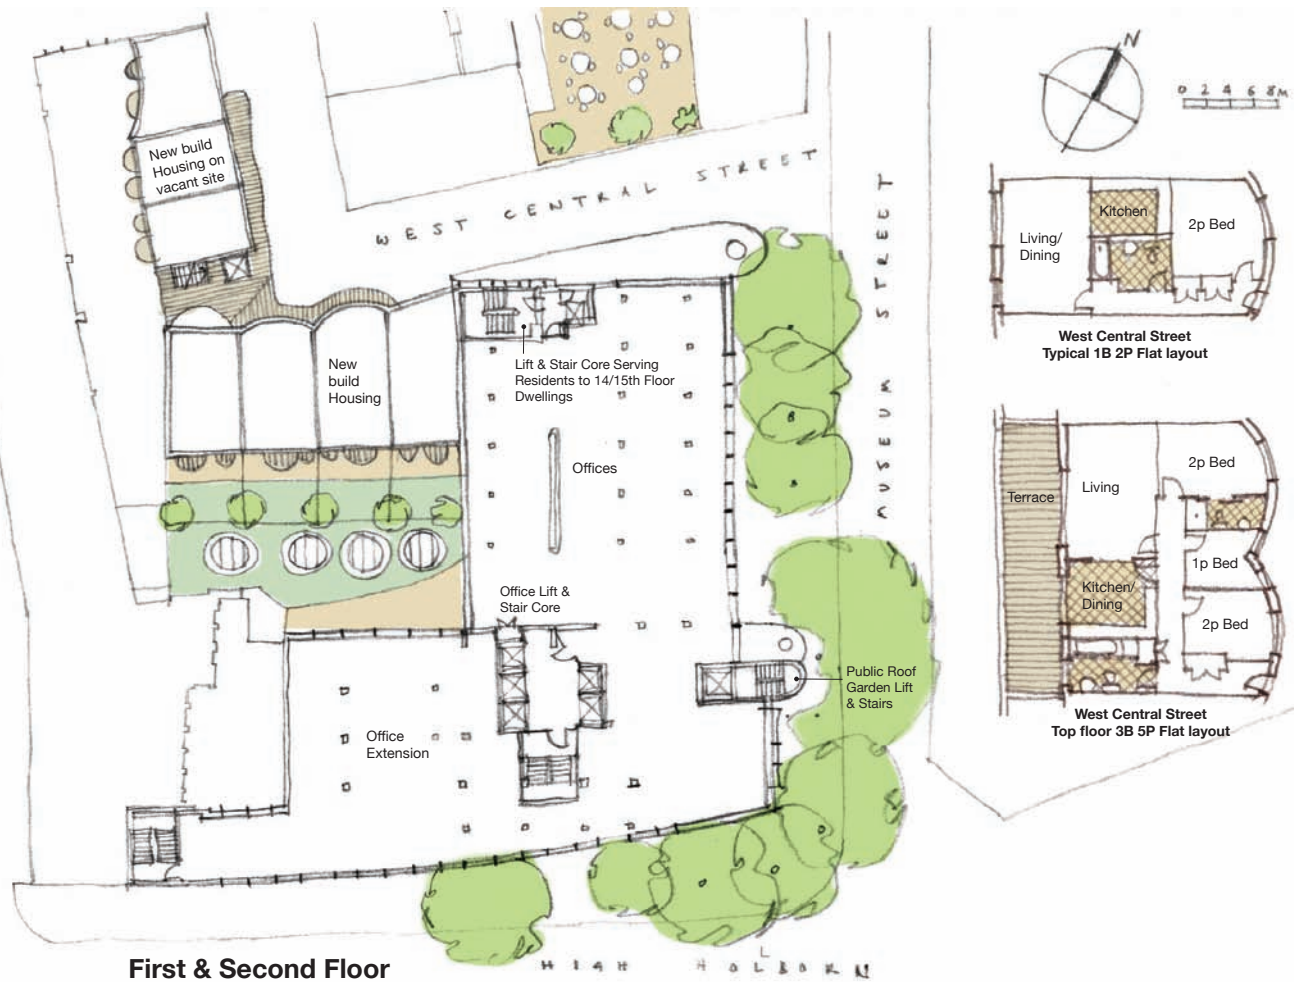 N
0 2 4 6 8M
New build
Housing on
vacant site
WEST CENTRAL STREET
MUSEUM STREET
Kitchen
2p Bed
Living/
Dining
West Central Street
Typical 1B 2P Flat layout
New
build
Housing
Lift & Stair Core Serving
Residents to 14/15th Floor
Dwellings
Offices
2p Bed
Living
Terrace
1p Bed
Kitchen/
Dining
2p Bed
West Central Street
Top floor 3B 5P Flat layout
Office Lift &
Stair Core
Public Roof
Garden Lift
& Stairs
Office
Extension
First & Second Floor
HIGH HOLBORN